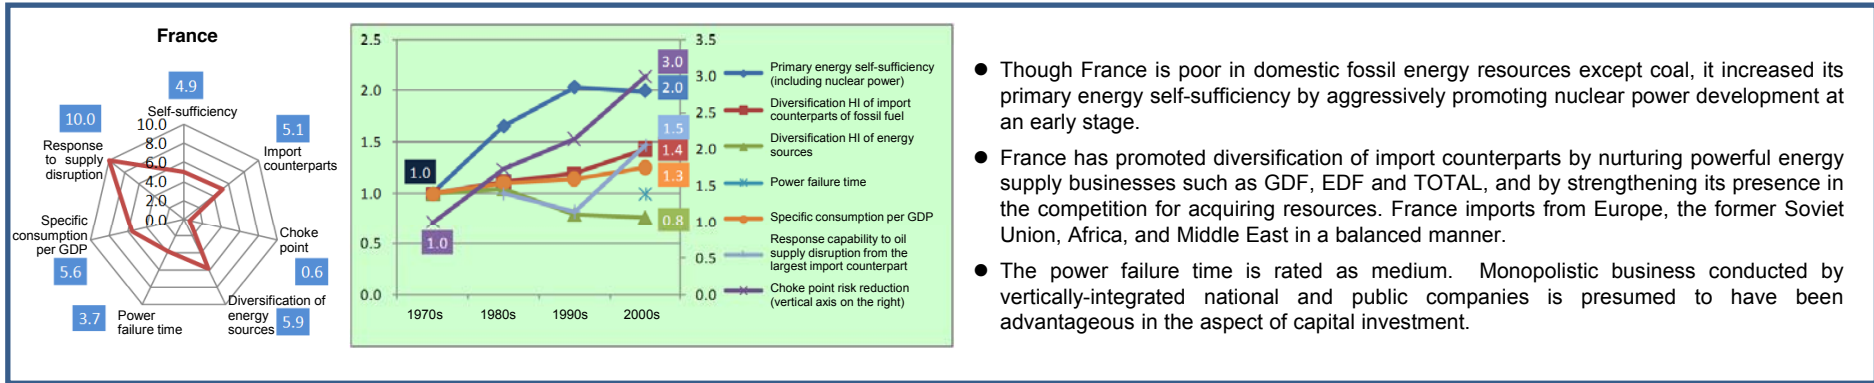 France
4.9
Self-sufficiency
10.0
5.1
Import
counterparts
Response
to supply
disruption
10.0
8.0
6.0
4.0
2.0
0.0
Specific
consumption
per GDP
5.6
Choke
point
0.6
3.7
Power
failure time
Diversification of
energy
sources
5.9
2.5
2.0
1.5
1.0
0.5
0.0
1970s
1980s
1990s
2000s
3.5
3.0
2.5
2.0
1.5
1.0
0.5
0.0
1.0
1.0
3.0
2.0
1.5
1.4
1.3
0.8
Primary energy self-sufficiency
(including nuclear power)
Diversification HI of import
counterparts of fossil fuel
Diversification HI of energy
sources
Power failure time
Specific consumption per GDP
Response capability to oil
supply disruption from the
largest import counterpart
Choke point risk reduction
(vertical axis on the right)
● Though France is poor in domestic fossil energy resources except coal, it increased its
primary energy self-sufficiency by aggressively promoting nuclear power development at
an early stage.
● France has promoted diversification of import counterparts by nurturing powerful energy
supply businesses such as GDF, EDF and TOTAL, and by strengthening its presence in
the competition for acquiring resources. France imports from Europe, the former Soviet
Union, Africa, and Middle East in a balanced manner.
● The power failure time is rated as medium. Monopolistic business conducted by
vertically-integrated national and public companies is presumed to have been
advantageous in the aspect of capital investment.